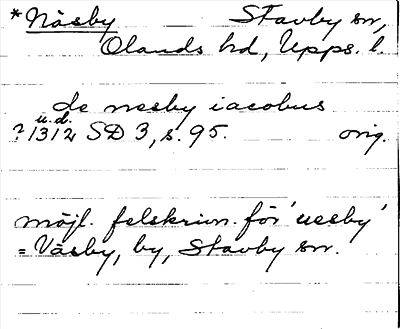 *Näsby Stavby sn,
Olands hd, Upps. l.
de nesby iacobus
u.d.
? 1312 SD 3, s. 95. orig.
möjl. felskrivn. för 'uesby'
= Väsby, by, Stavby sn.